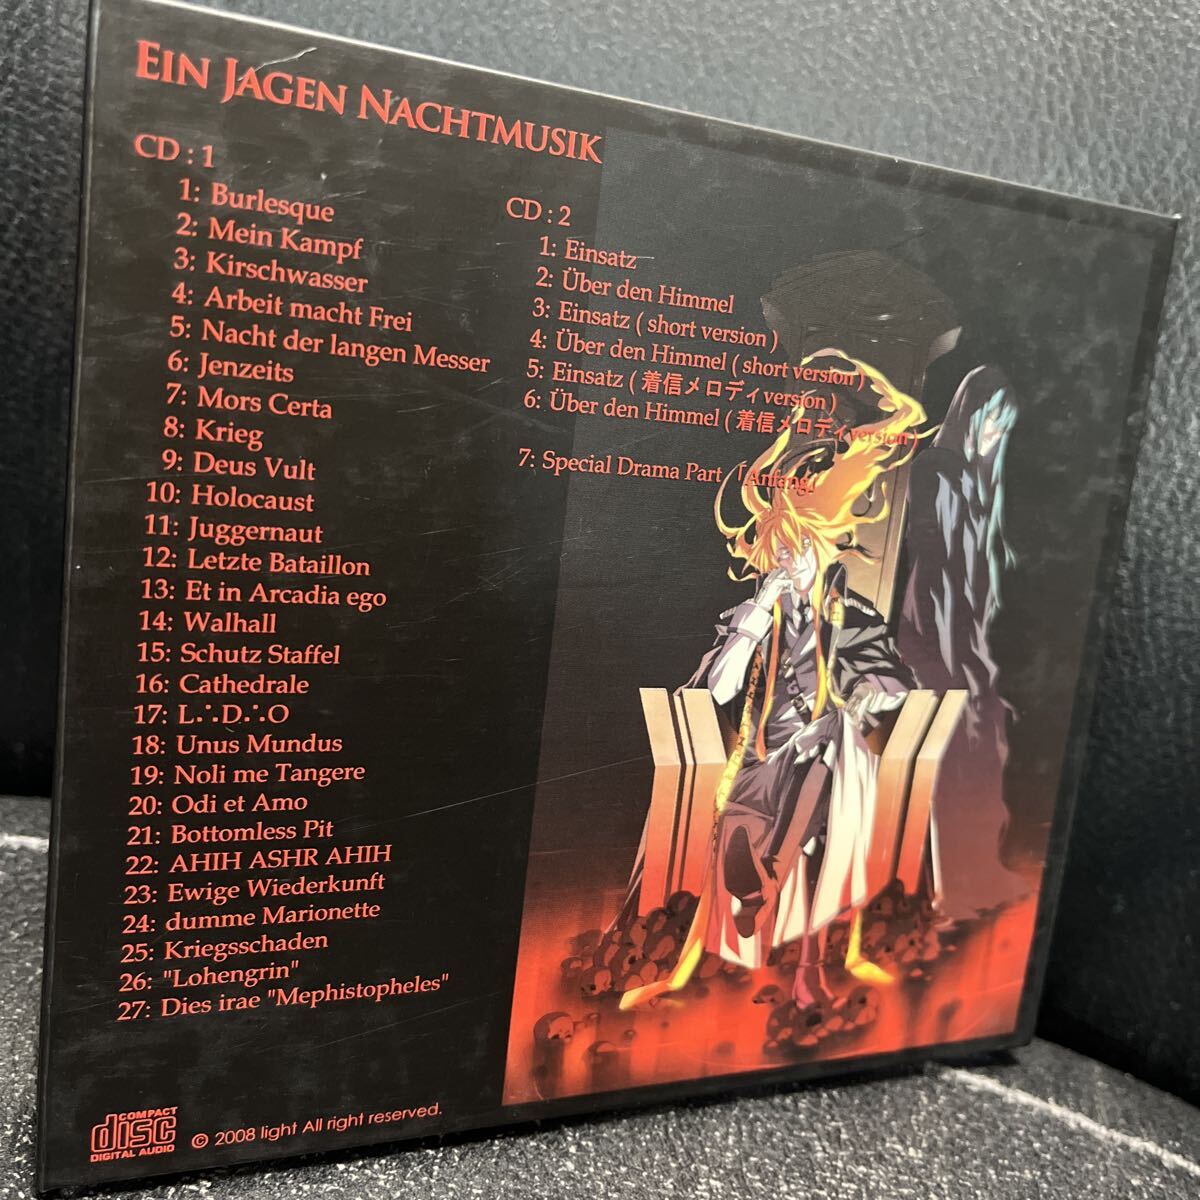 EIN JAGEN NACHTMUSIK
CD : 1
1: Burlesque
2: Mein Kampf
3: Kirschwasser
4: Arbeit macht Frei
5: Nacht der langen Messer
6: Jenzeits
7: Mors Certa
8: Krieg
9: Deus Vult
10: Holocaust
11: Juggernaut
12: Letzte Bataillon
13: Et in Arcadia ego
14: Walhall
15: Schutz Staffel
16: Cathedrale
17: L∴D∴O
18: Unus Mundus
19: Noli me Tangere
20: Odi et Amo
21: Bottomless Pit
22: AHIH ASHR AHIH
23: Ewige Wiederkunft
24: dumme Marionette
25: Kriegsschaden
26: "Lohengrin"
27: Dies irae "Mephistopheles"
CD : 2
1: Einsatz
2: Über den Himmel
3: Einsatz ( short version )
4: Über den Himmel ( short version )
5: Einsatz ( 着信メロディ version )
6: Über den Himmel ( 着信メロディ version )
7: Special Drama Part 「Anfang」
COMPACT
disc
DIGITAL AUDIO
© 2008 light All right reserved.